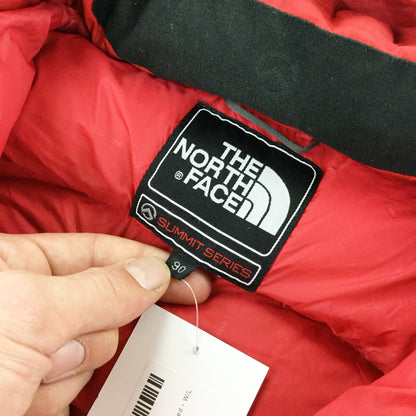 THE
NORTH
FACE
®
SUMMIT SERIES
90